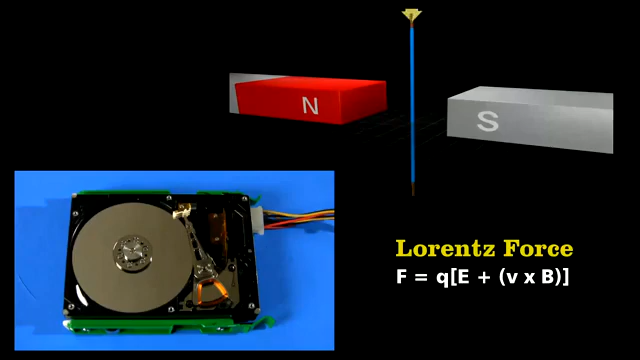 N
S
Lorentz Force
F = q[E + (v x B)]